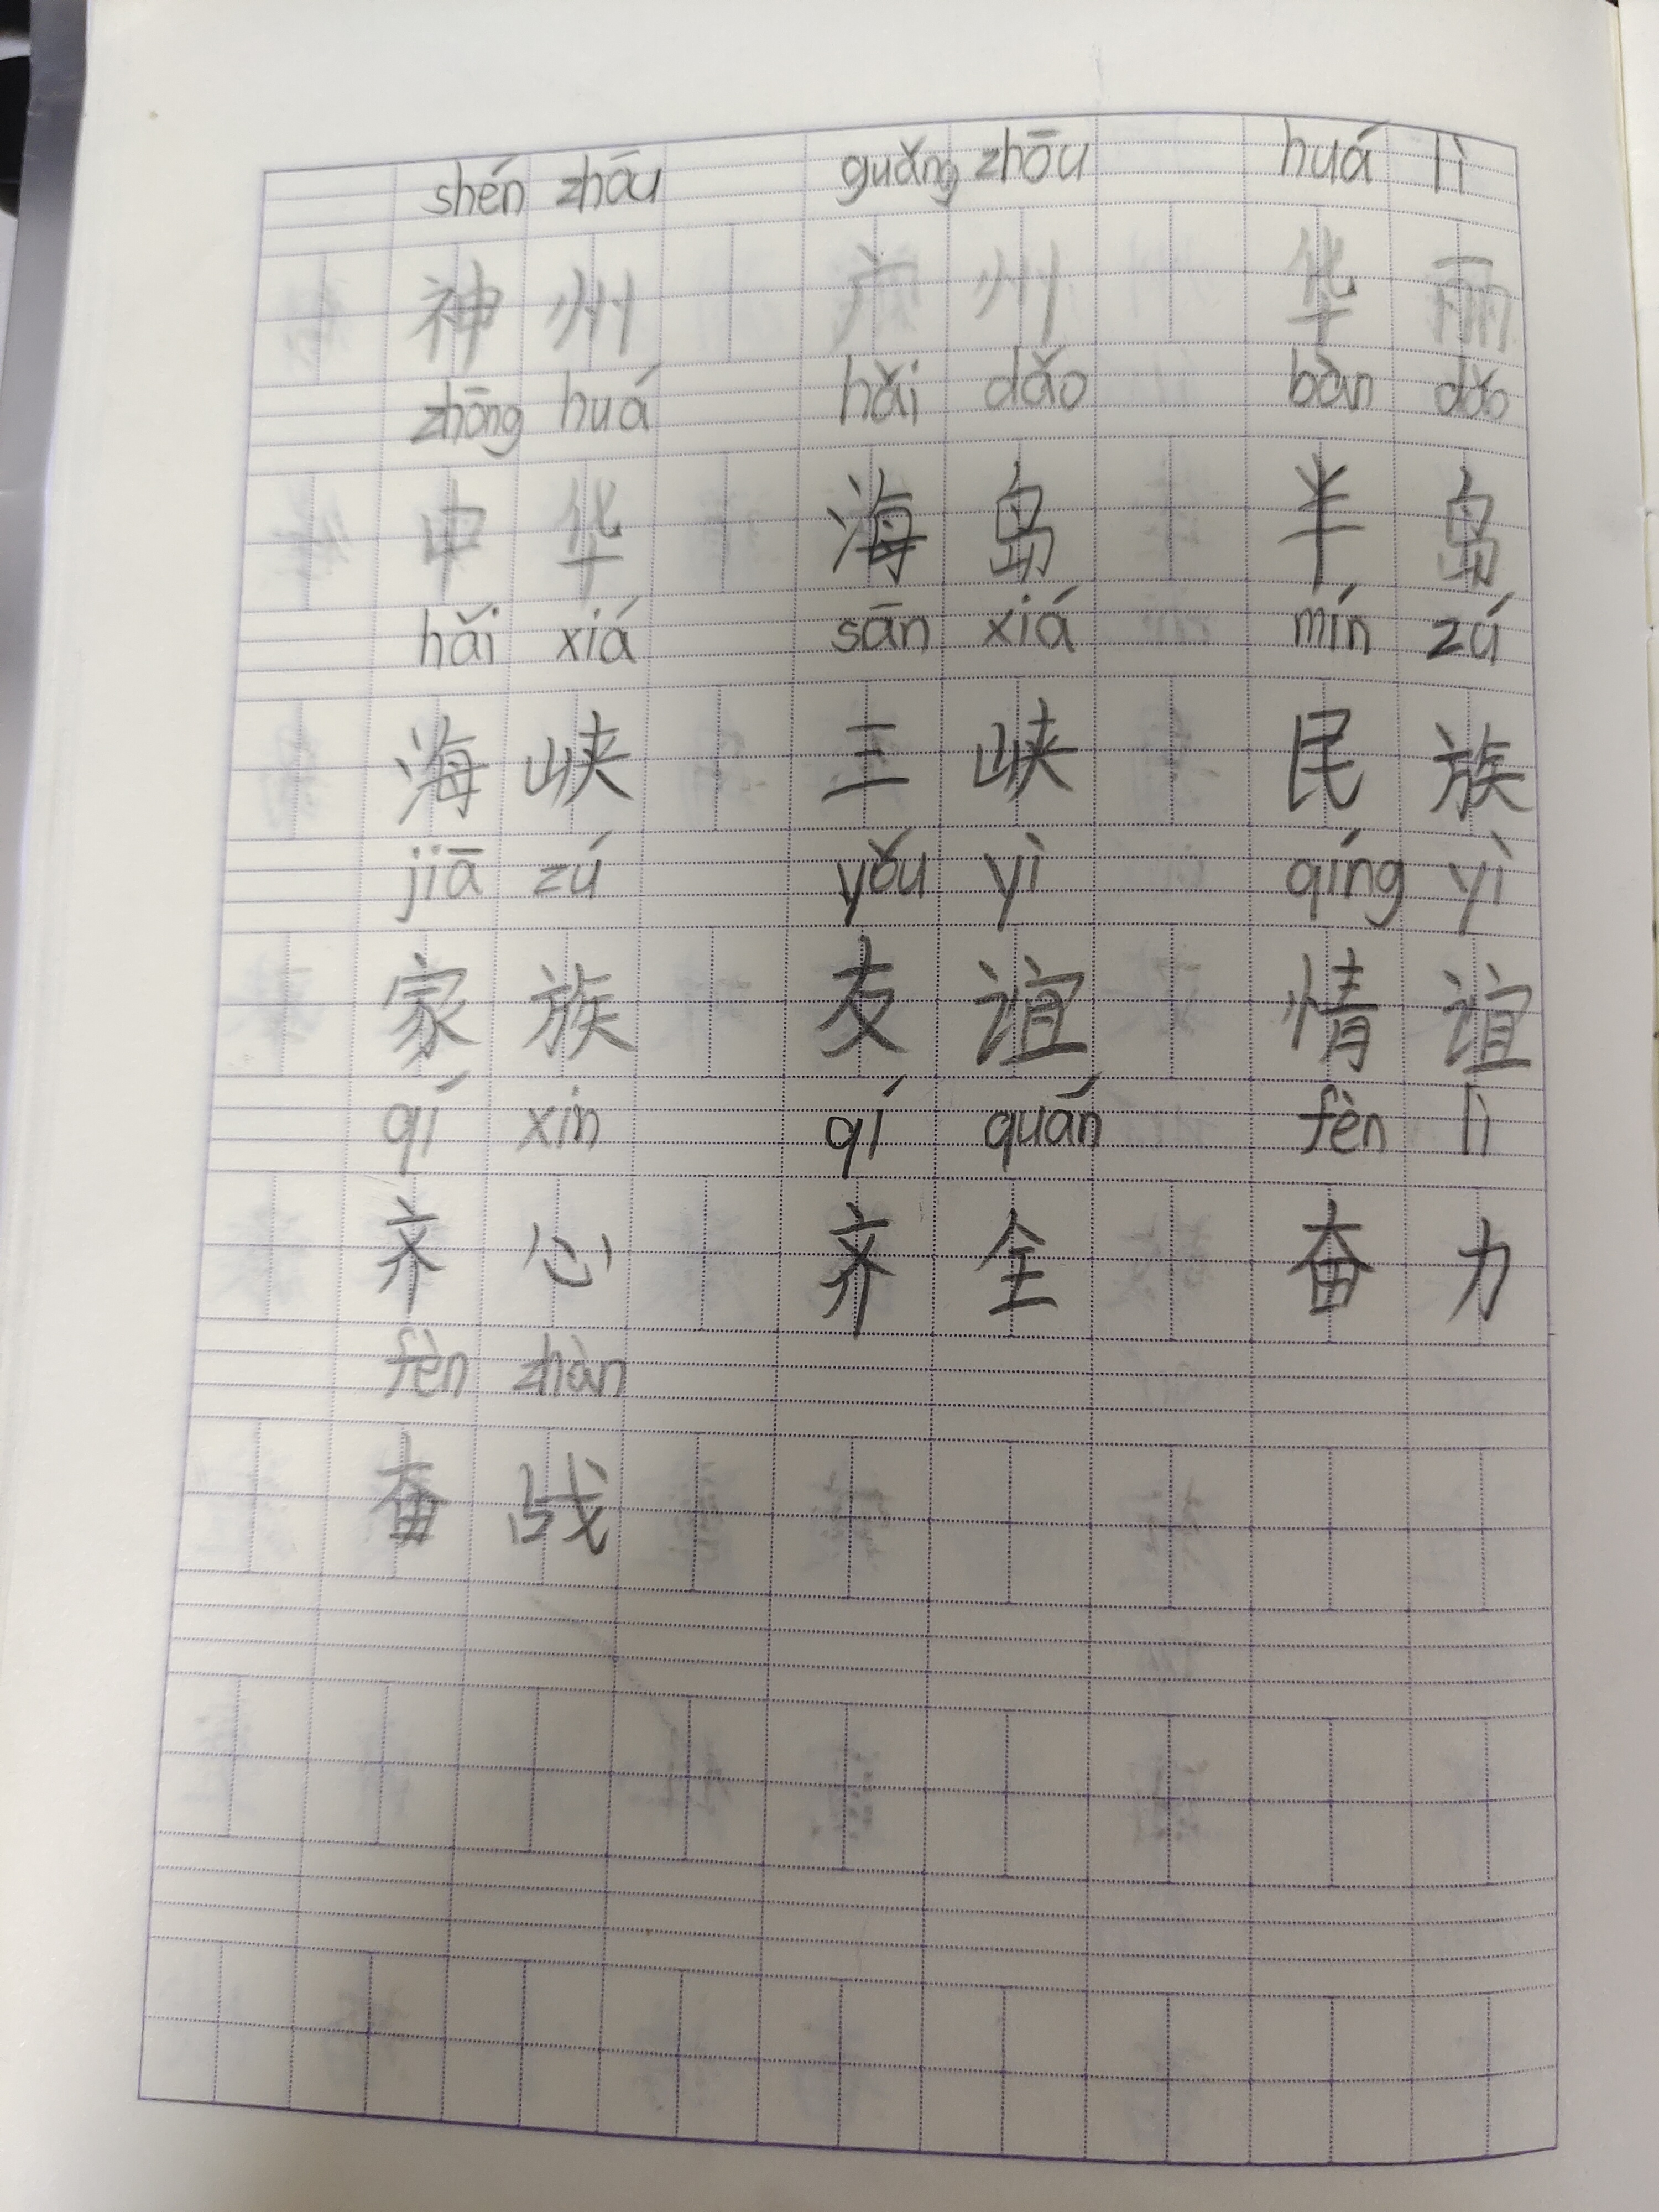 shén zhōu guǎng zhōu huá lì
神州 广州 华丽
zhōng huá hǎi dǎo bàn dǎo
中华 海岛 半岛
hǎi xiá sān xiá mín zú
海峡 三峡 民族
jiā zú yǒu yì qíng yì
家族 友谊 情谊
qí xīn qí quán fèn lì
齐心 齐全 奋力
fèn zhàn
奋战